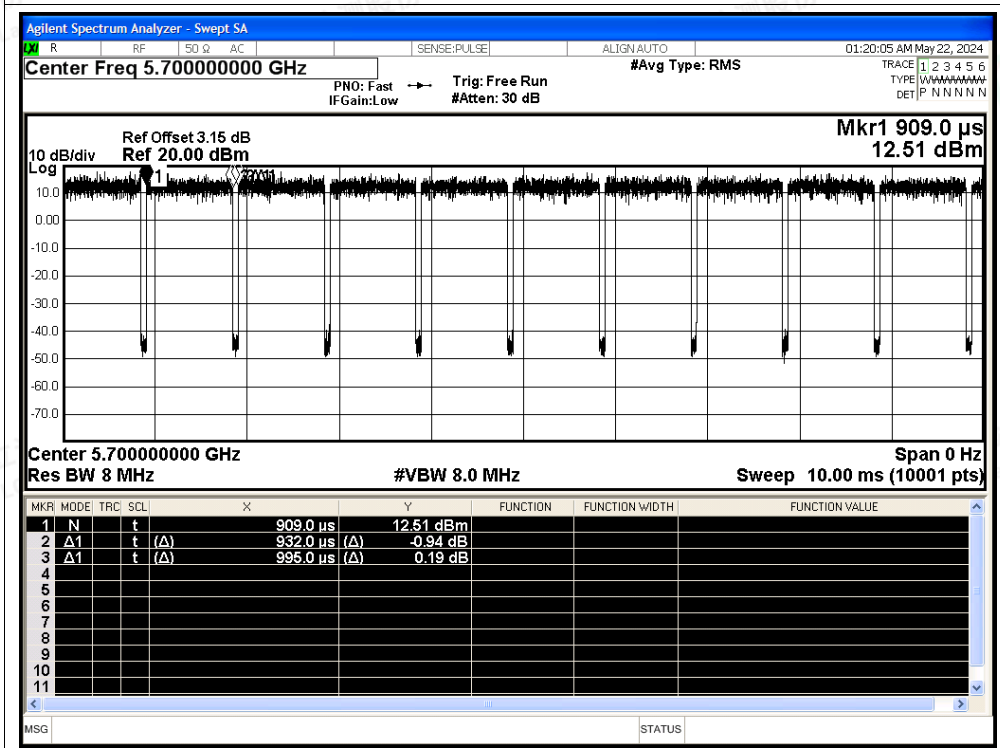 Agilent Spectrum Analyzer - Swept SA
LXI R RF 50 Ω AC SENSE:PULSE ALIGN AUTO 01:20:05 AM May 22, 2024
Center Freq 5.700000000 GHz #Avg Type: RMS TRACE 1 2 3 4 5 6
PNO: Fast Trig: Free Run TYPE WWWWWW
IFGain:Low #Atten: 30 dB DET P N N N N N
Mkr1 909.0 µs
Ref Offset 3.15 dB
10 dB/div Ref 20.00 dBm 12.51 dBm
Log
1
10.0
0.00
-10.0
-20.0
-30.0
-40.0
-50.0
-60.0
-70.0
Center 5.700000000 GHz Span 0 Hz
Res BW 8 MHz #VBW 8.0 MHz Sweep 10.00 ms (10001 pts)
MKR MODE TRC SCL X Y FUNCTION FUNCTION WIDTH FUNCTION VALUE
1 N t 909.0 µs 12.51 dBm
2 Δ1 t (Δ) 932.0 µs (Δ) -0.94 dB
3 Δ1 t (Δ) 995.0 µs (Δ) 0.19 dB
4
5
6
7
8
9
10
11
MSG STATUS